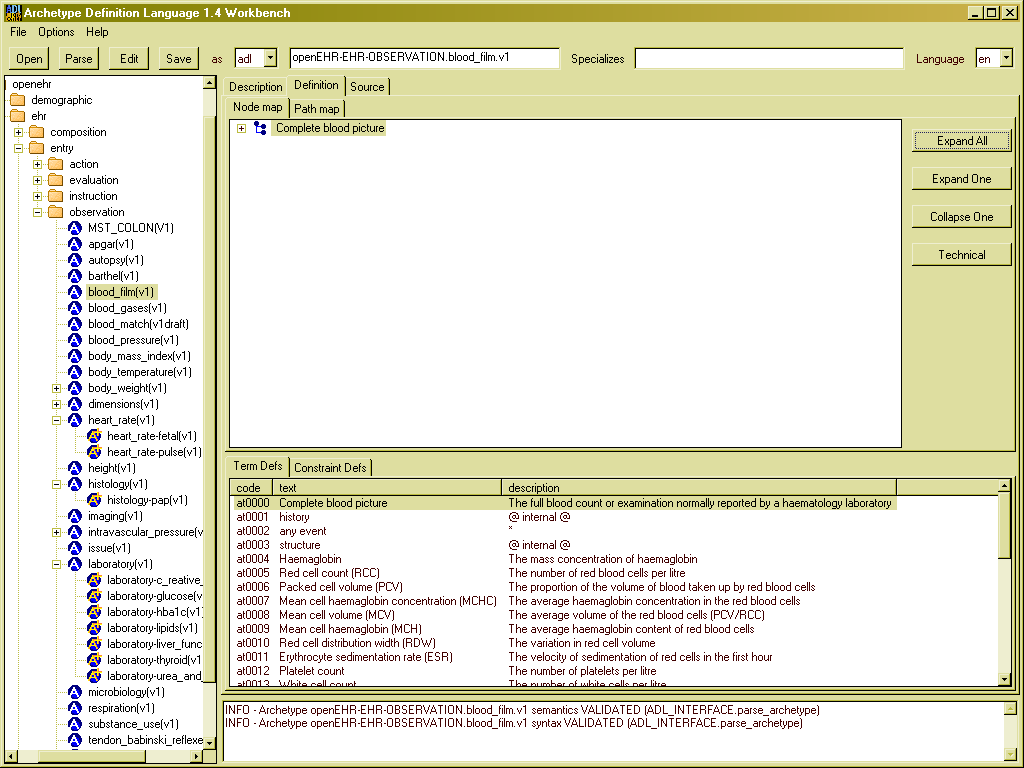 Archetype Definition Language 1.4 Workbench
File Options Help
Open Parse Edit Save as adl openEHR-EHR-OBSERVATION.blood_film.v1 Specializes Language en
openehr
demographic
ehr
composition
entry
action
evaluation
instruction
observation
MST_COLON(V1)
apgar(v1)
autopsy(v1)
barthel(v1)
blood_film(v1)
blood_gases(v1)
blood_match(v1draft)
blood_pressure(v1)
body_mass_index(v1)
body_temperature(v1)
body_weight(v1)
dimensions(v1)
heart_rate(v1)
heart_rate-fetal(v1)
heart_rate-pulse(v1)
height(v1)
histology(v1)
histology-pap(v1)
imaging(v1)
intravascular_pressure(v
issue(v1)
laboratory(v1)
laboratory-c_reative_
laboratory-glucose(v
laboratory-hba1c(v1)
laboratory-lipids(v1)
laboratory-liver_func
laboratory-thyroid(v1
laboratory-urea_and_
microbiology(v1)
respiration(v1)
substance_use(v1)
tendon_babinski_reflexe
Description Definition Source
Node map Path map
Complete blood picture
Expand All
Expand One
Collapse One
Technical
Term Defs Constraint Defs
code text description
at0000 Complete blood picture The full blood count or examination normally reported by a haematology laboratory
at0001 history @ internal @
at0002 any event *
at0003 structure @ internal @
at0004 Haemaglobin The mass concentration of haemaglobin
at0005 Red cell count (RCC) The number of red blood cells per litre
at0006 Packed cell volume (PCV) The proportion of the volume of blood taken up by red blood cells
at0007 Mean cell haemaglobin concentration (MCHC) The average haemaglobin concentration in the red blood cells
at0008 Mean cell volume (MCV) The average volume of the red blood cells (PCV/RCC)
at0009 Mean cell haemaglobin (MCH) The average haemaglobin content of red blood cells
at0010 Red cell distribution width (RDW) The variation in red cell volume
at0011 Erythrocyte sedimentation rate (ESR) The velocity of sedimentation of red cells in the first hour
at0012 Platelet count The number of platelets per litre
at0013 White cell count The number of white cells per litre
INFO - Archetype openEHR-EHR-OBSERVATION.blood_film.v1 semantics VALIDATED (ADL_INTERFACE.parse_archetype)
INFO - Archetype openEHR-EHR-OBSERVATION.blood_film.v1 syntax VALIDATED (ADL_INTERFACE.parse_archetype)